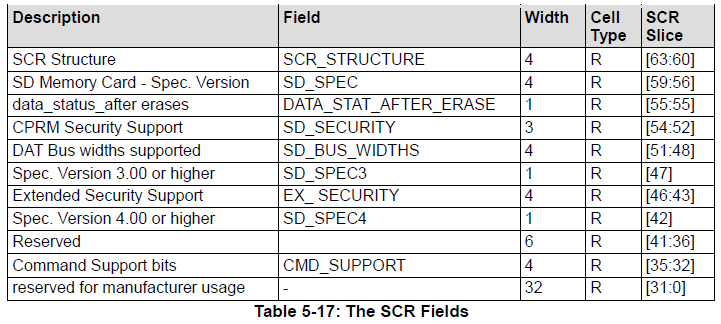 Description Field Width Cell Type SCR Slice
SCR Structure SCR_STRUCTURE 4 R [63:60]
SD Memory Card - Spec. Version SD_SPEC 4 R [59:56]
data_status_after erases DATA_STAT_AFTER_ERASE 1 R [55:55]
CPRM Security Support SD_SECURITY 3 R [54:52]
DAT Bus widths supported SD_BUS_WIDTHS 4 R [51:48]
Spec. Version 3.00 or higher SD_SPEC3 1 R [47]
Extended Security Support EX_ SECURITY 4 R [46:43]
Spec. Version 4.00 or higher SD_SPEC4 1 R [42]
Reserved 6 R [41:36]
Command Support bits CMD_SUPPORT 4 R [35:32]
reserved for manufacturer usage - 32 R [31:0]
Table 5-17: The SCR Fields